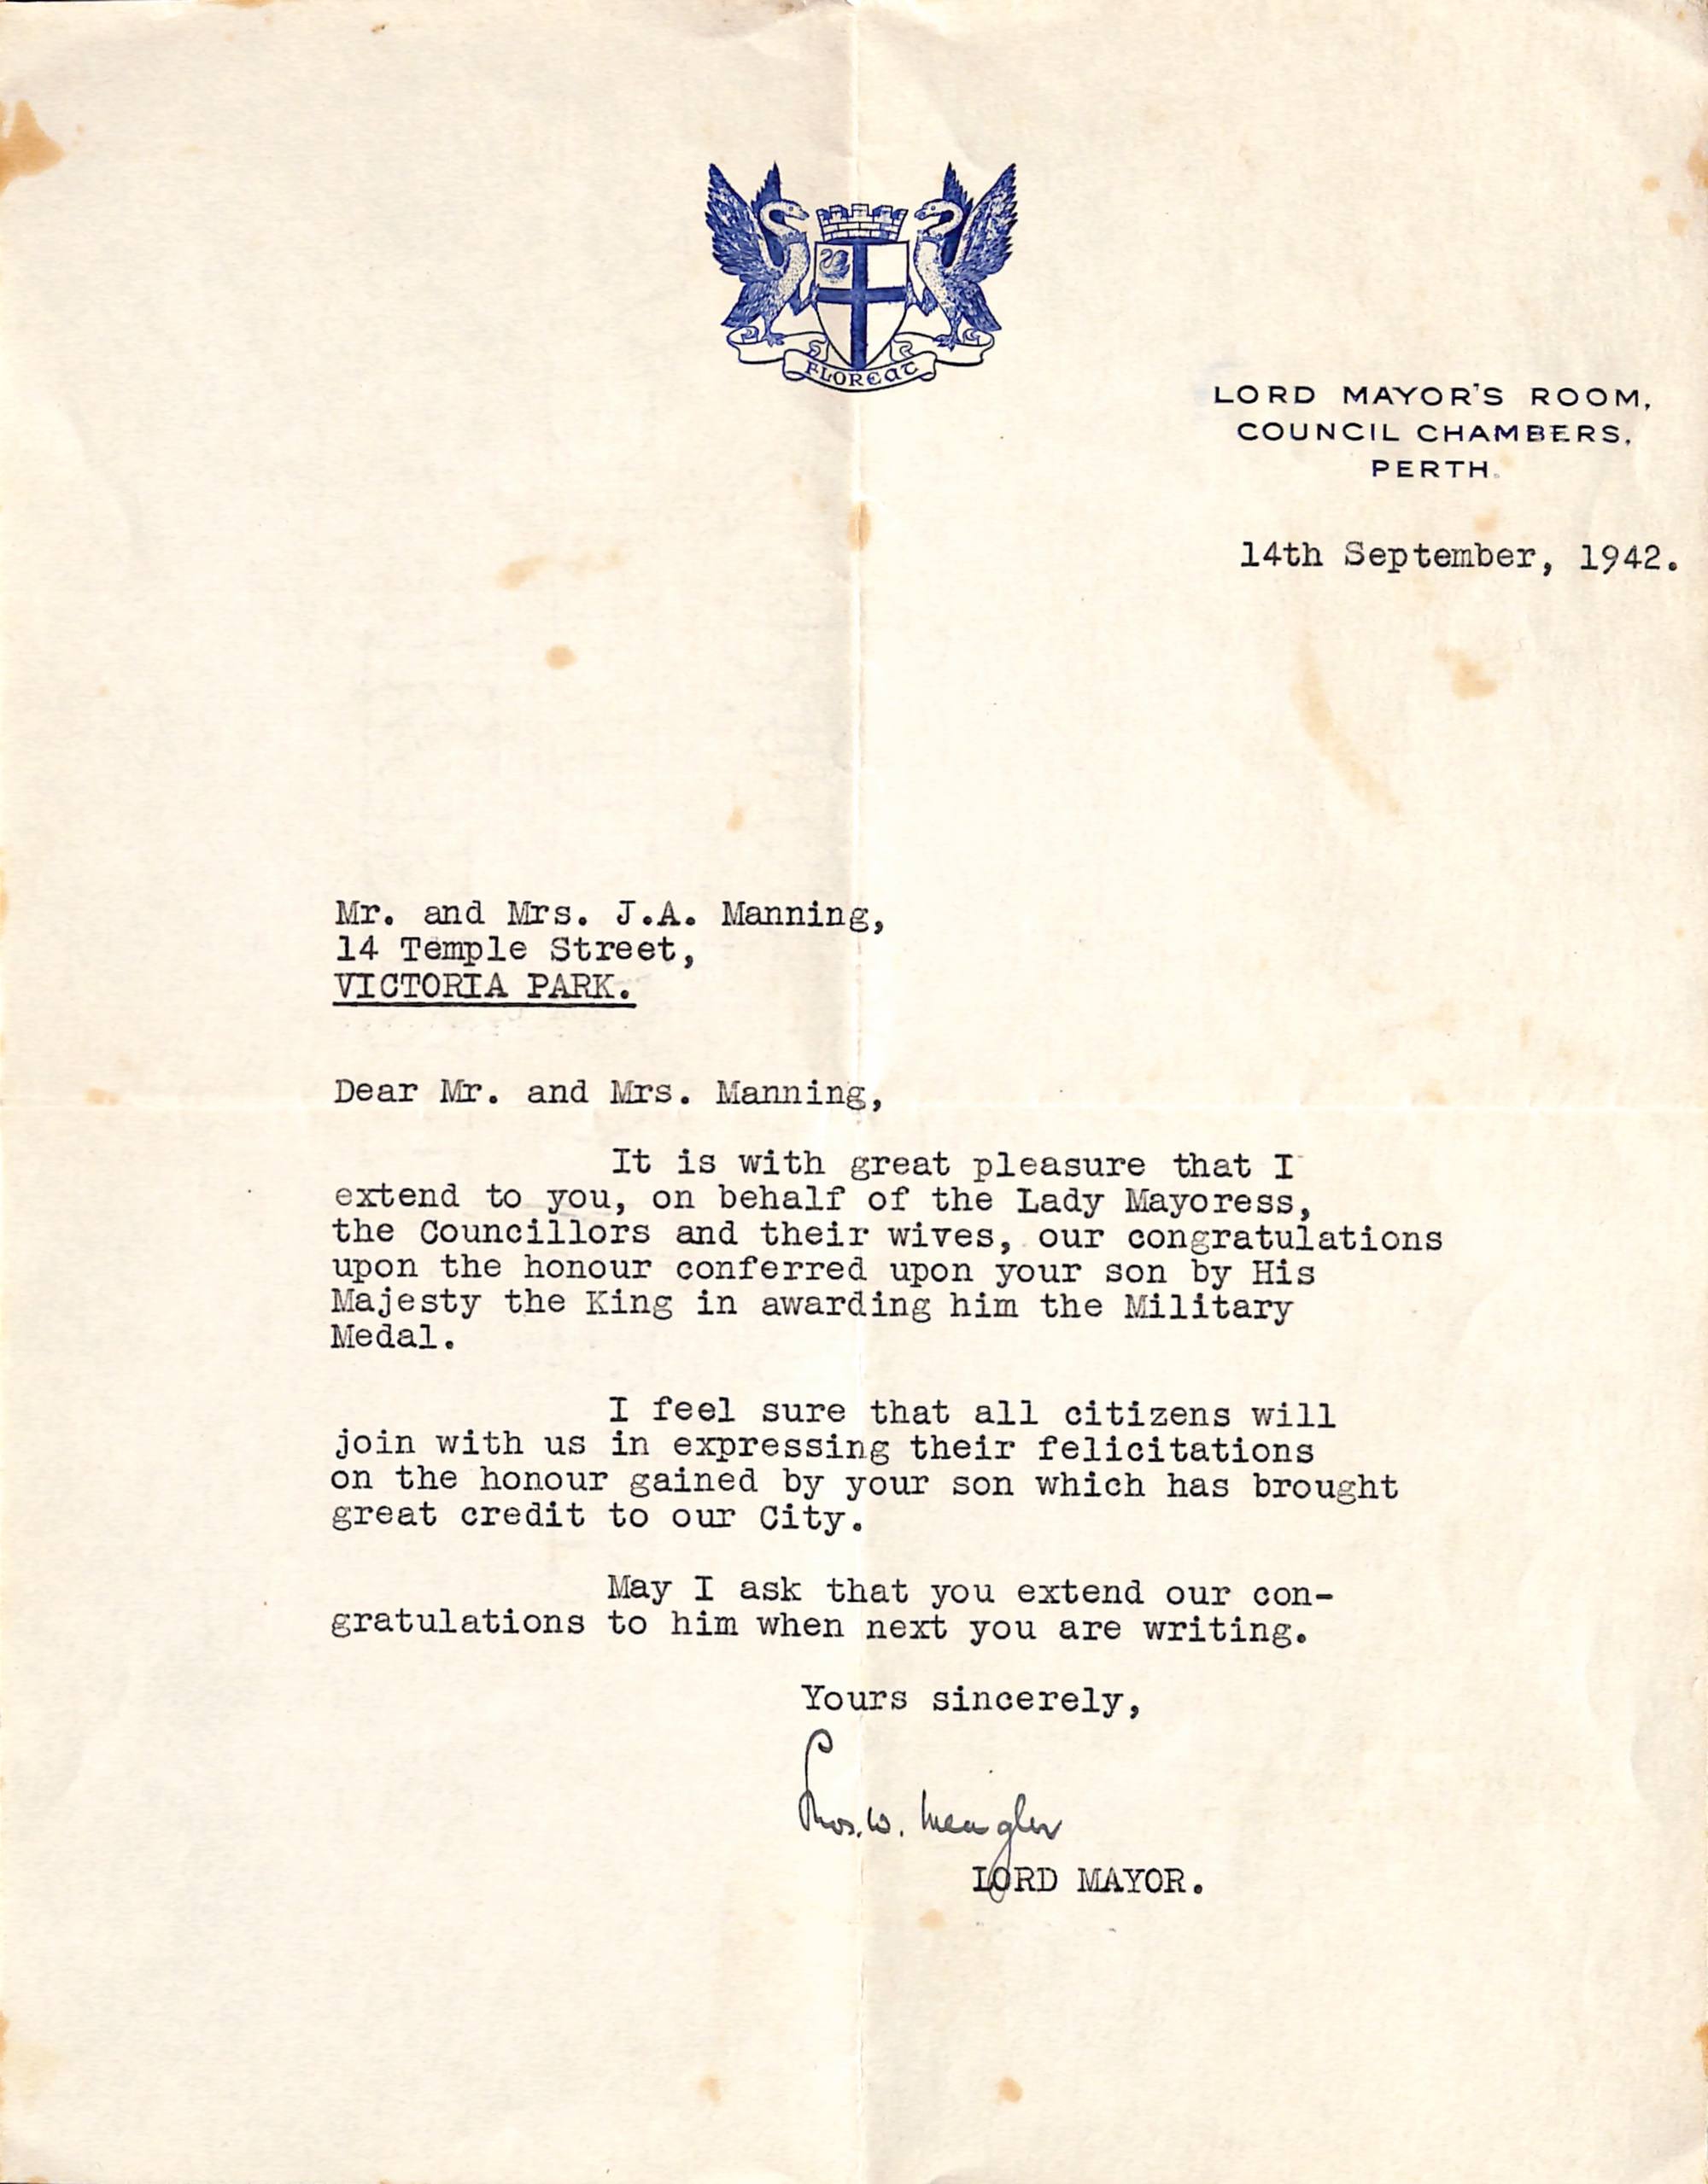 FLOREAT
LORD MAYOR'S ROOM,
COUNCIL CHAMBERS,
PERTH.
14th September, 1942.
Mr. and Mrs. J.A. Manning,
14 Temple Street,
VICTORIA PARK.
Dear Mr. and Mrs. Manning,
It is with great pleasure that I
extend to you, on behalf of the Lady Mayoress,
the Councillors and their wives, our congratulations
upon the honour conferred upon your son by His
Majesty the King in awarding him the Military
Medal.
I feel sure that all citizens will
join with us in expressing their felicitations
on the honour gained by your son which has brought
great credit to our City.
May I ask that you extend our con-
gratulations to him when next you are writing.
Yours sincerely,
Thos. W. Meagher
LORD MAYOR.